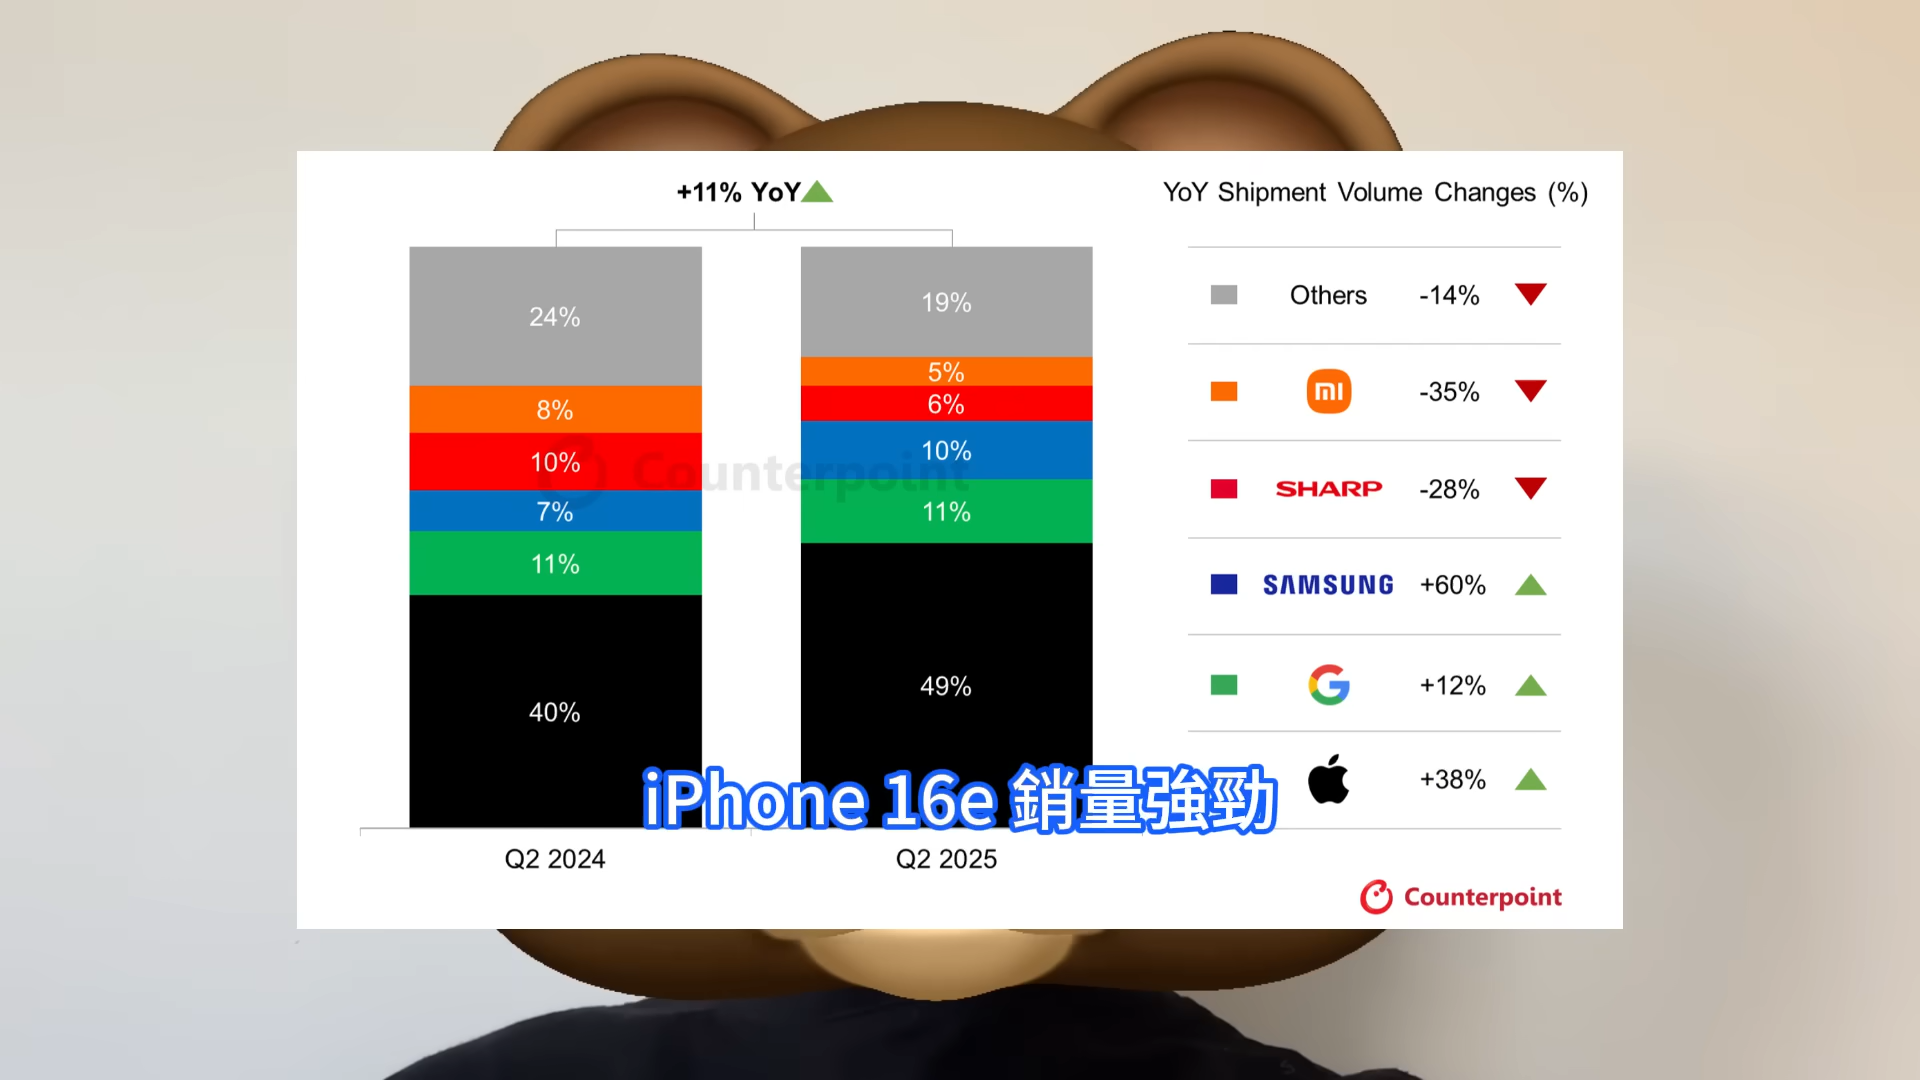 +11% YoY
YoY Shipment Volume Changes (%)
24%
8%
10%
7%
11%
40%
Q2 2024
19%
5%
6%
10%
11%
49%
Q2 2025
Others -14%
mi -35%
SHARP -28%
SAMSUNG +60%
G +12%
+38%
Counterpoint
iPhone 16e 銷量強勁
Counterpoint